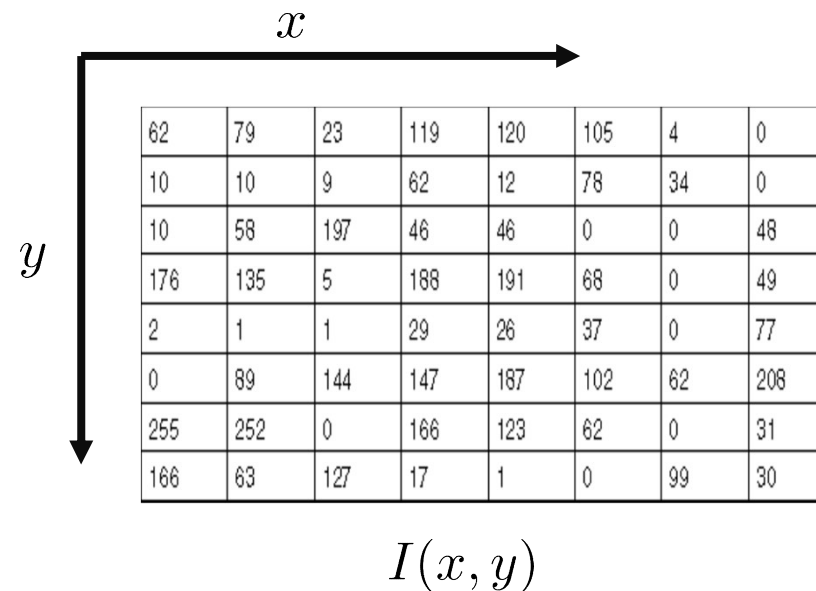 x
y
62 79 23 119 120 105 4 0
10 10 9 62 12 78 34 0
10 58 197 46 46 0 0 48
176 135 5 188 191 68 0 49
2 1 1 29 26 37 0 77
0 89 144 147 187 102 62 208
255 252 0 166 123 62 0 31
166 63 127 17 1 0 99 30
I(x, y)